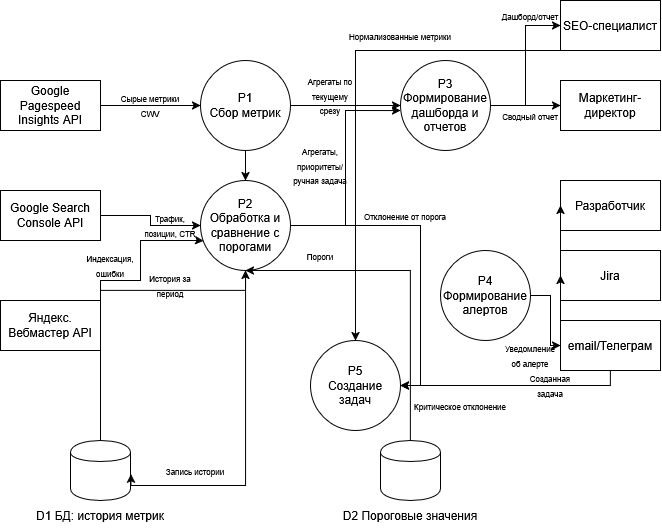 Дашборд/отчет
SEO-специалист
Нормализованные метрики
Google
Pagespeed
Insights API
Сырые метрики
CWV
P1
Сбор метрик
Агрегаты по
текущему
срезу
P3
Формирование
дашборда и
отчетов
Сводный отчет
Маркетинг-
директор
Агрегаты,
приоритеты/
ручная задача
Google Search
Console API
Трафик,
позиции, CTR
P2
Обработка и
сравнение с
порогами
Отклонение от порога
Разработчик
Индексация,
ошибки
История за
период
Пороги
P4
Формирование
алертов
Jira
Яндекс.
Вебмастер API
email/Телеграм
Уведомление
об алерте
P5
Создание
задач
Созданная
задача
Критическое отклонение
Запись истории
D1 БД: история метрик
D2 Пороговые значения